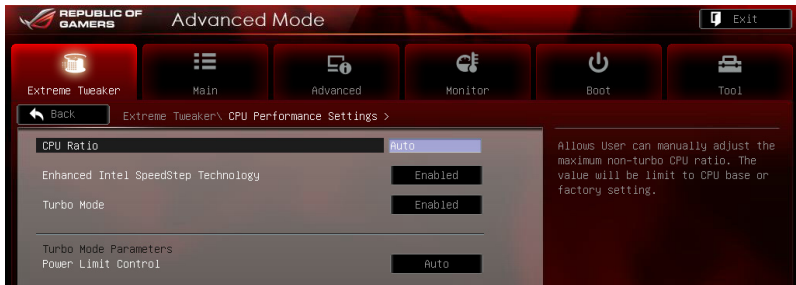 REPUBLIC OF
GAMERS
Advanced Mode
Exit
Extreme Tweaker
Main
Advanced
Monitor
Boot
Tool
Back
Extreme Tweaker\ CPU Performance Settings >
CPU Ratio Auto
Enhanced Intel SpeedStep Technology Enabled
Turbo Mode Enabled
Turbo Mode Parameters
Power Limit Control Auto
Allows User can manually adjust the
maximum non-turbo CPU ratio. The
value will be limit to CPU base or
factory setting.